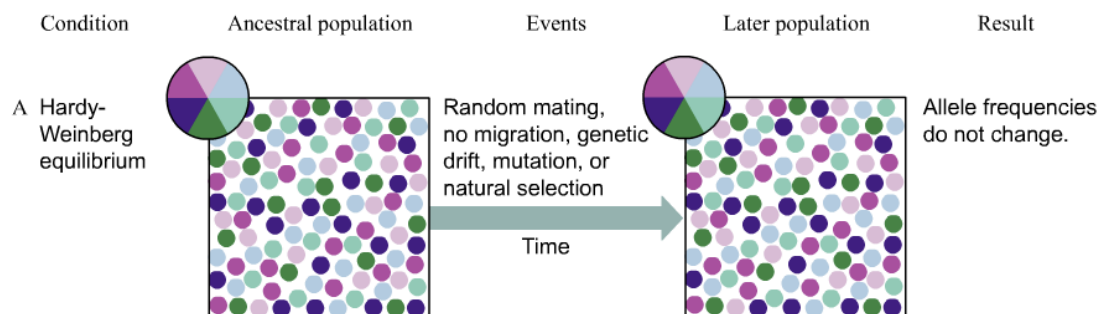 Condition Ancestral population Events Later population Result
A Hardy-
Weinberg
equilibrium
Random mating,
no migration, genetic
drift, mutation, or
natural selection
Time
Allele frequencies
do not change.